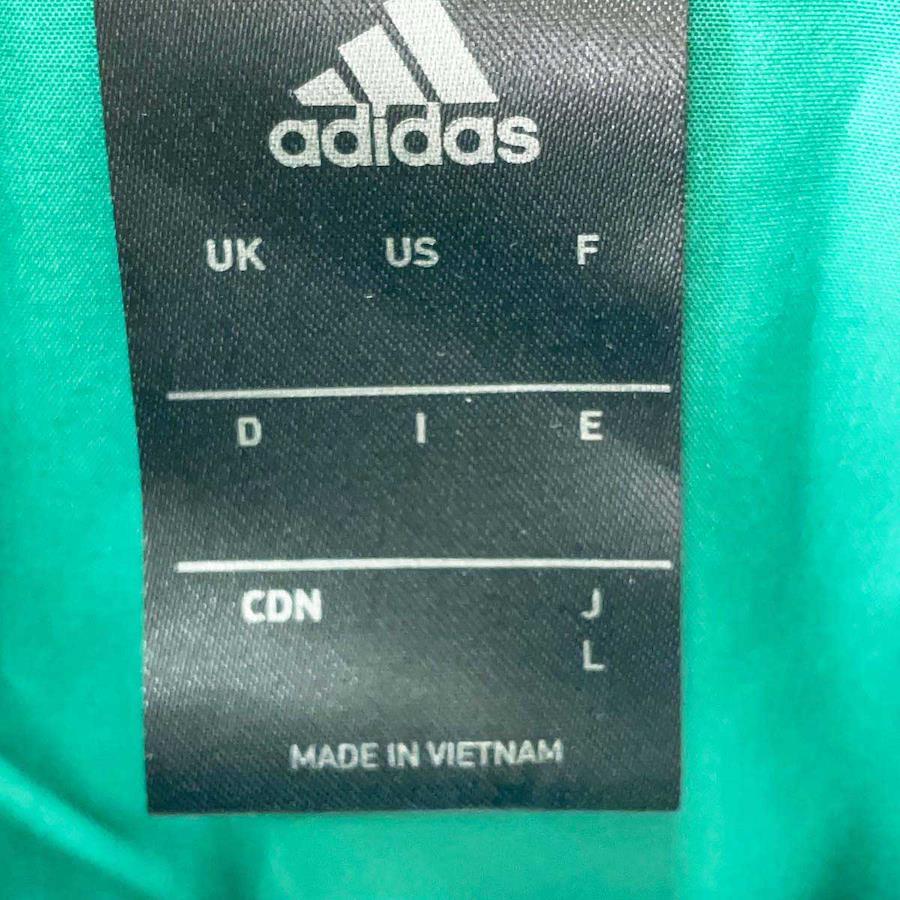 adidas
UK US F
D I E
CDN J
L
MADE IN VIETNAM